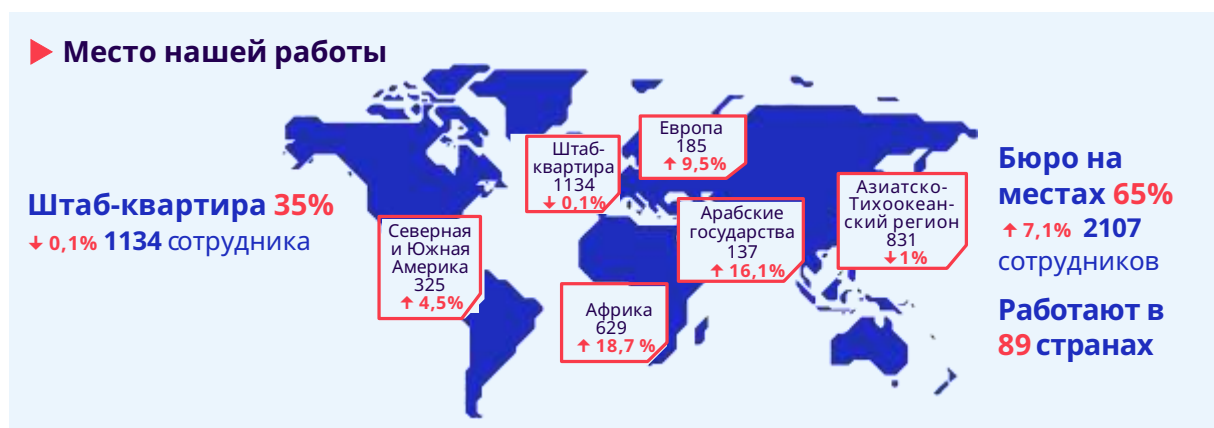 ▶ Место нашей работы
Штаб-квартира 35%
↓ 0,1% 1134 сотрудника
Северная
и Южная
Америка
325
↑ 4,5%
Штаб-
квартира
1134
↓ 0,1%
Европа
185
↑ 9,5%
Африка
629
↑ 18,7 %
Арабские
государства
137
↑ 16,1%
Азиатско-
Тихоокеан-
ский регион
831
↓1%
Бюро на
местах 65%
↑ 7,1% 2107
сотрудников
Работают в
89 странах